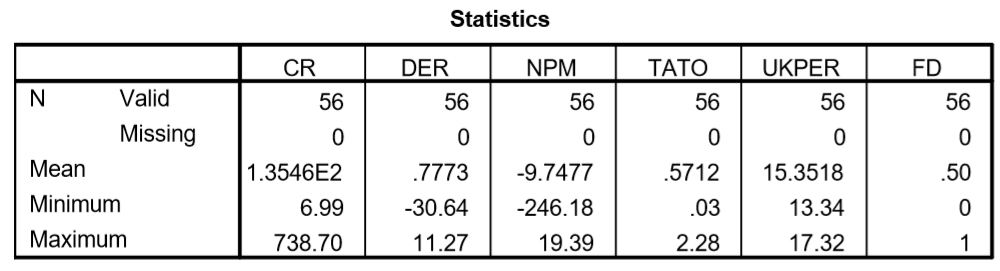 Statistics
CR DER NPM TATO UKPER FD
N Valid 56 56 56 56 56 56
Missing 0 0 0 0 0 0
Mean 1.3546E2 .7773 -9.7477 .5712 15.3518 .50
Minimum 6.99 -30.64 -246.18 .03 13.34 0
Maximum 738.70 11.27 19.39 2.28 17.32 1